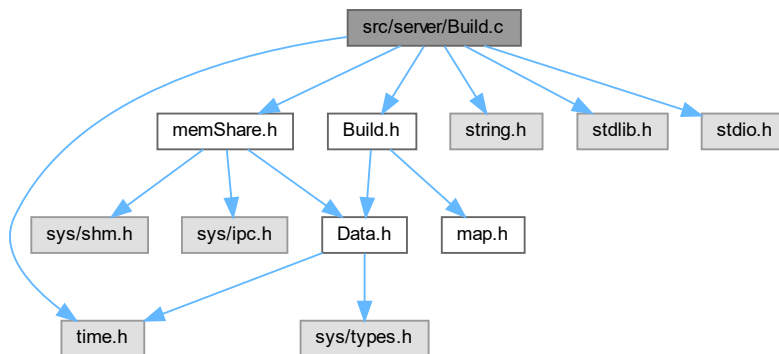 src/server/Build.c
memShare.h
Build.h
string.h
stdlib.h
stdio.h
sys/shm.h
sys/ipc.h
Data.h
map.h
time.h
sys/types.h